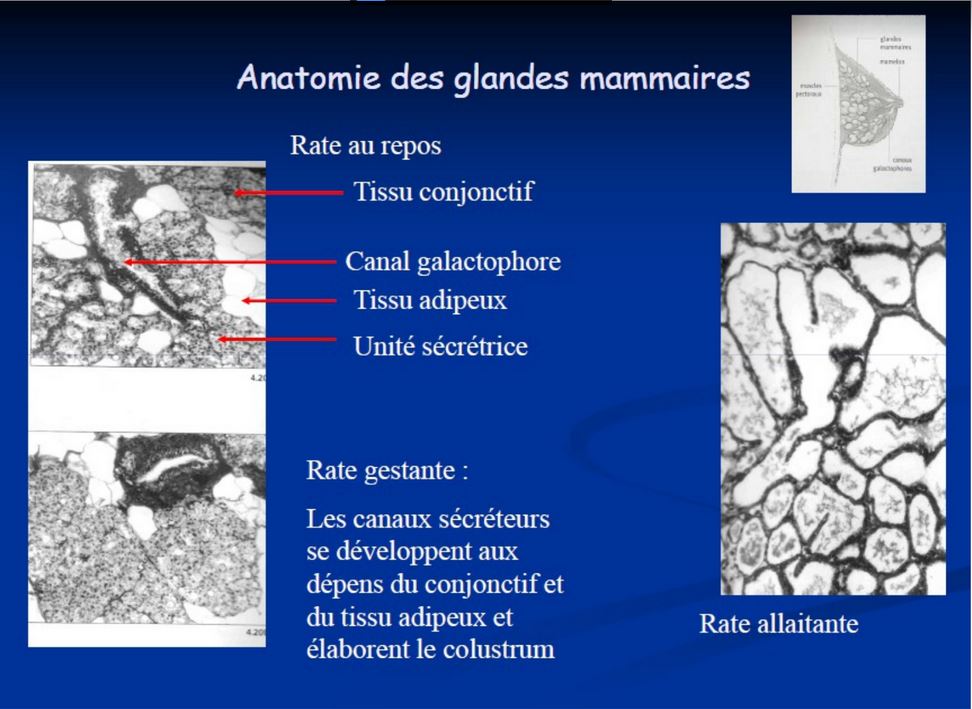 Anatomie des glandes mammaires
glandes
mammaires
mamelon
muscles
pectoraux
canaux
galactophores
Rate au repos
Tissu conjonctif
Canal galactophore
Tissu adipeux
Unité sécrétrice
4.20
Rate gestante :
Les canaux sécréteurs
se développent aux
dépens du conjonctif et
du tissu adipeux et
élaborent le colustrum
4.20
Rate allaitante